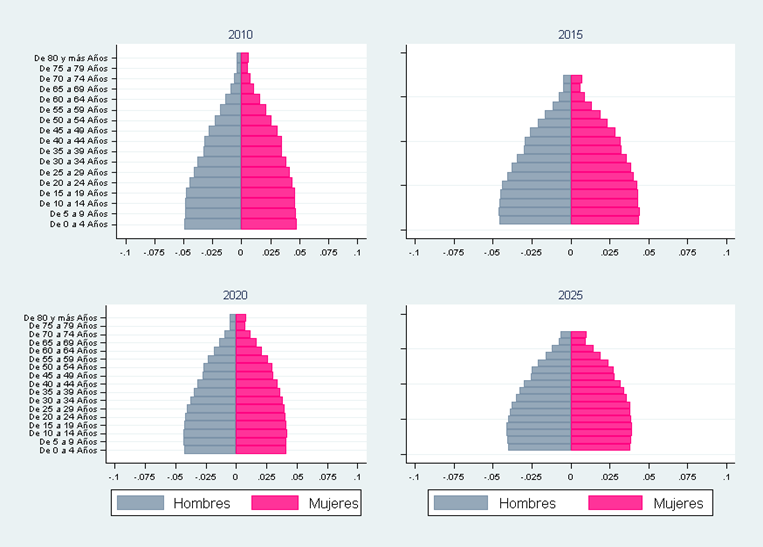 2010
De 80 y más Años
De 75 a 79 Años
De 70 a 74 Años
De 65 a 69 Años
De 60 a 64 Años
De 55 a 59 Años
De 50 a 54 Años
De 45 a 49 Años
De 40 a 44 Años
De 35 a 39 Años
De 30 a 34 Años
De 25 a 29 Años
De 20 a 24 Años
De 15 a 19 Años
De 10 a 14 Años
De 5 a 9 Años
De 0 a 4 Años
-.1 -.075 -.05 -.025 0 .025 .05 .075 .1
2015
-.1 -.075 -.05 -.025 0 .025 .05 .075 .1
2020
De 80 y más Años
De 75 a 79 Años
De 70 a 74 Años
De 65 a 69 Años
De 60 a 64 Años
De 55 a 59 Años
De 50 a 54 Años
De 45 a 49 Años
De 40 a 44 Años
De 35 a 39 Años
De 30 a 34 Años
De 25 a 29 Años
De 20 a 24 Años
De 15 a 19 Años
De 10 a 14 Años
De 5 a 9 Años
De 0 a 4 Años
-.1 -.075 -.05 -.025 0 .025 .05 .075 .1
Hombres Mujeres
2025
-.1 -.075 -.05 -.025 0 .025 .05 .075 .1
Hombres Mujeres